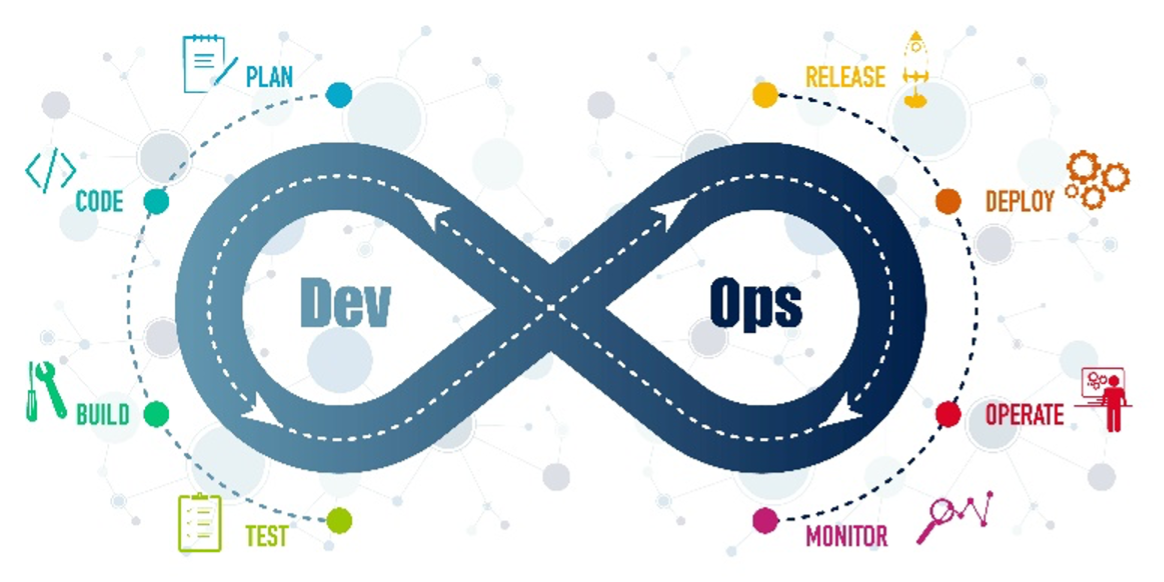 PLAN
CODE
BUILD
TEST
Dev
Ops
RELEASE
DEPLOY
OPERATE
MONITOR